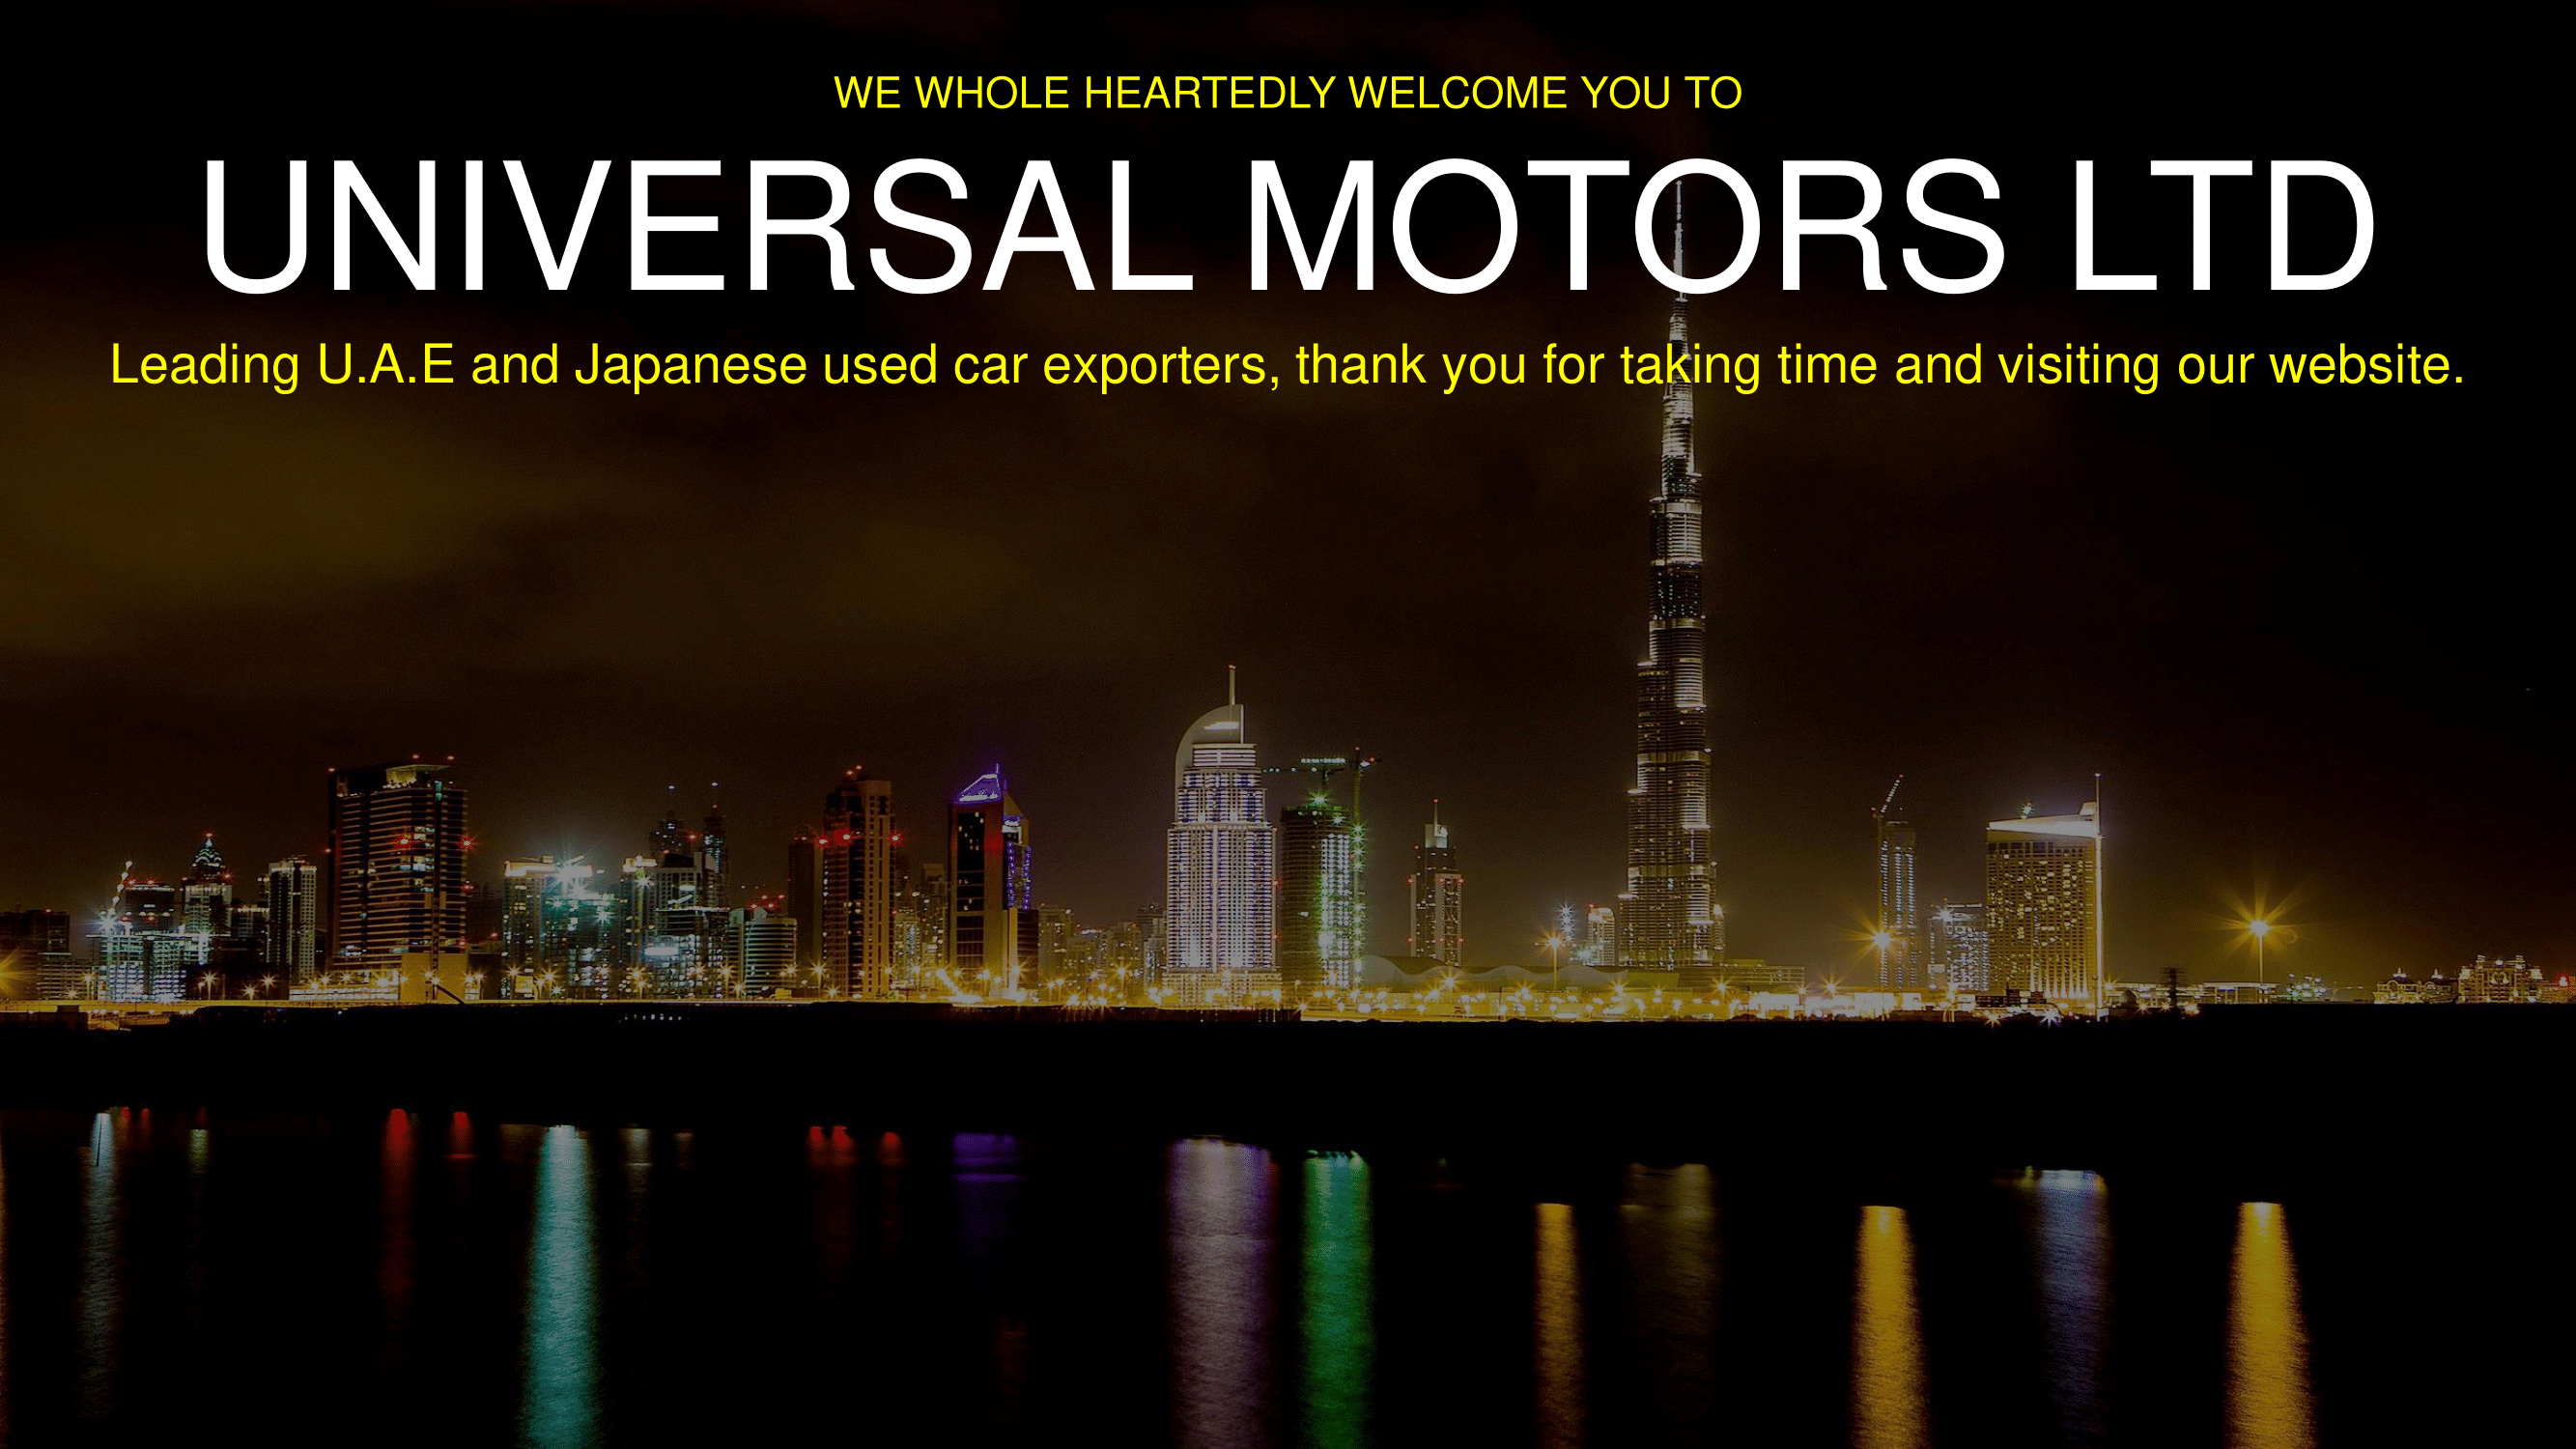 WE WHOLE HEARTEDLY WELCOME YOU TO
UNIVERSAL MOTORS LTD
Leading U.A.E and Japanese used car exporters, thank you for taking time and visiting our website.